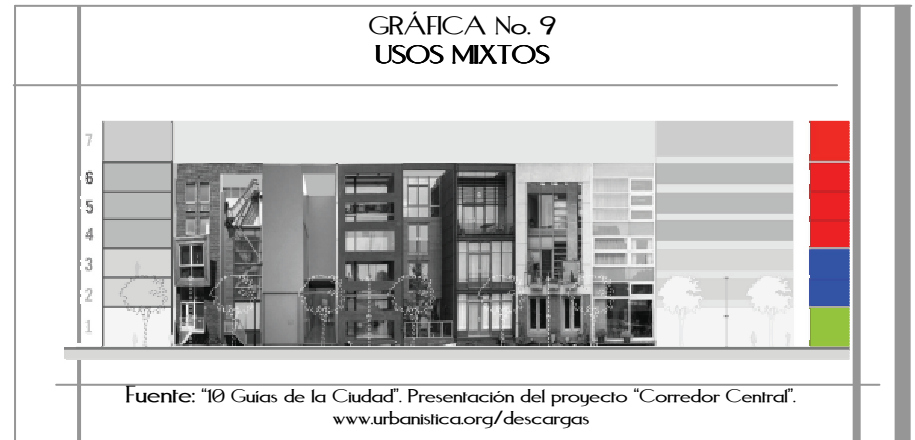 GRÁFICA No. 9
USOS MIXTOS
7
6
5
4
3
2
1
Fuente: “10 Guías de la Ciudad”. Presentación del proyecto “Corredor Central”.
www.urbanistica.org/descargas